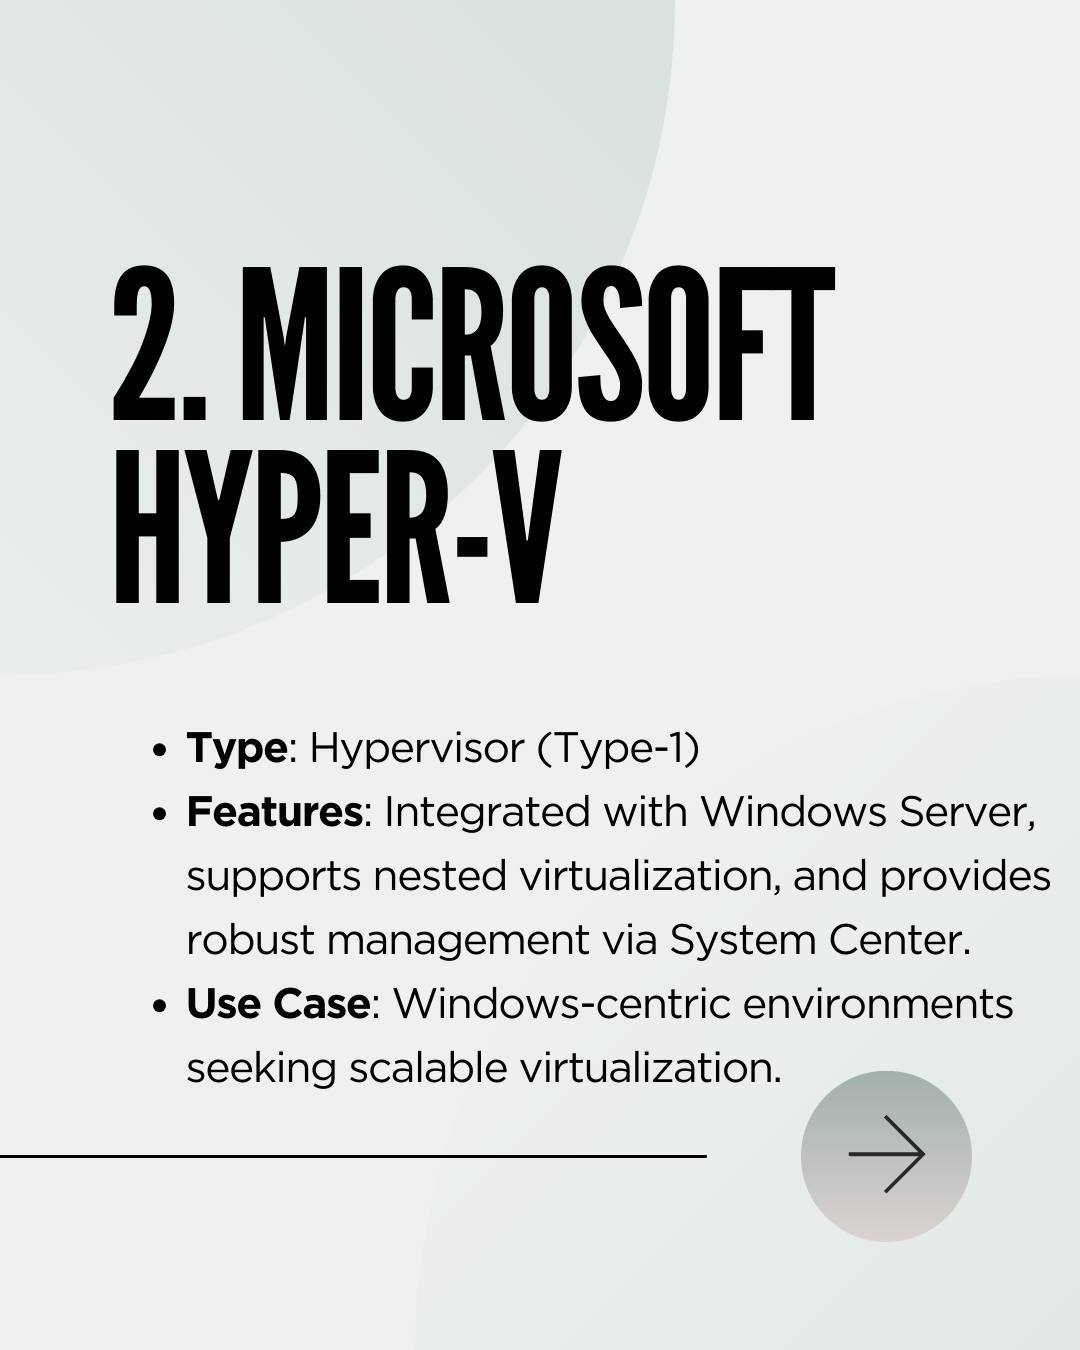 2. MICROSOFT
HYPER-V
• Type: Hypervisor (Type-1)
• Features: Integrated with Windows Server,
supports nested virtualization, and provides
robust management via System Center.
• Use Case: Windows-centric environments
seeking scalable virtualization.